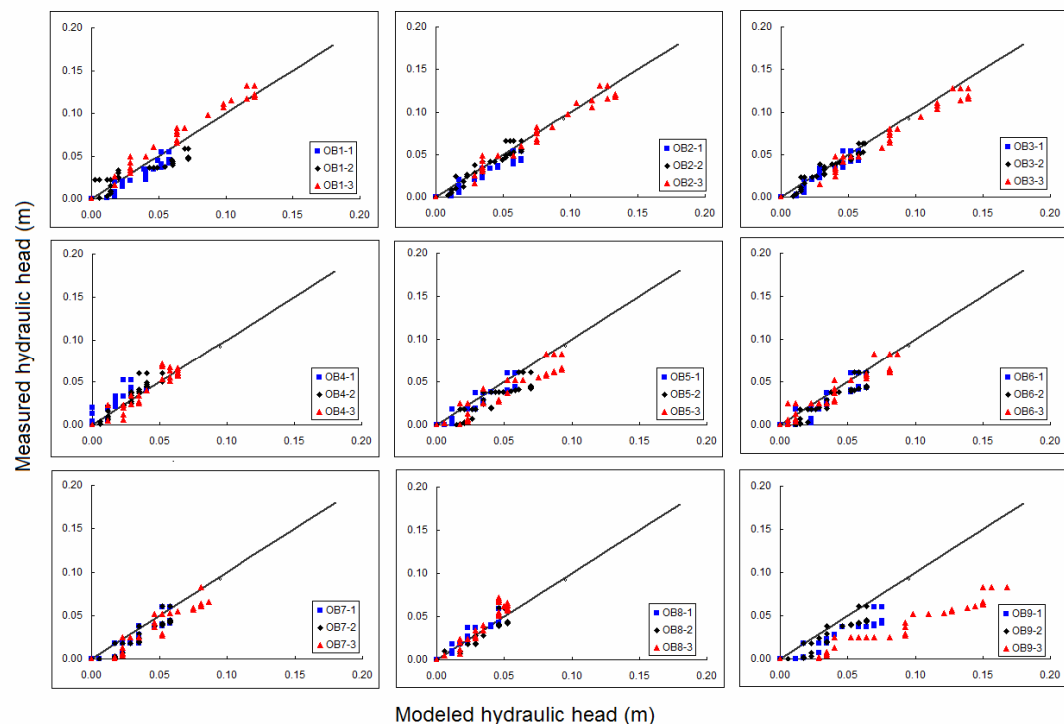 Measured hydraulic head (m)
0.20
0.15
0.10
0.05
0.00
0.00 0.05 0.10 0.15 0.20
OB1-1
OB1-2
OB1-3
0.20
0.15
0.10
0.05
0.00
0.00 0.05 0.10 0.15 0.20
OB2-1
OB2-2
OB2-3
0.20
0.15
0.10
0.05
0.00
0.00 0.05 0.10 0.15 0.20
OB3-1
OB3-2
OB3-3
0.20
0.15
0.10
0.05
0.00
0.00 0.05 0.10 0.15 0.20
OB4-1
OB4-2
OB4-3
0.20
0.15
0.10
0.05
0.00
0.00 0.05 0.10 0.15 0.20
OB5-1
OB5-2
OB5-3
0.20
0.15
0.10
0.05
0.00
0.00 0.05 0.10 0.15 0.20
OB6-1
OB6-2
OB6-3
0.20
0.15
0.10
0.05
0.00
0.00 0.05 0.10 0.15 0.20
OB7-1
OB7-2
OB7-3
0.20
0.15
0.10
0.05
0.00
0.00 0.05 0.10 0.15 0.20
OB8-1
OB8-2
OB8-3
0.20
0.15
0.10
0.05
0.00
0.00 0.05 0.10 0.15 0.20
OB9-1
OB9-2
OB9-3
Modeled hydraulic head (m)